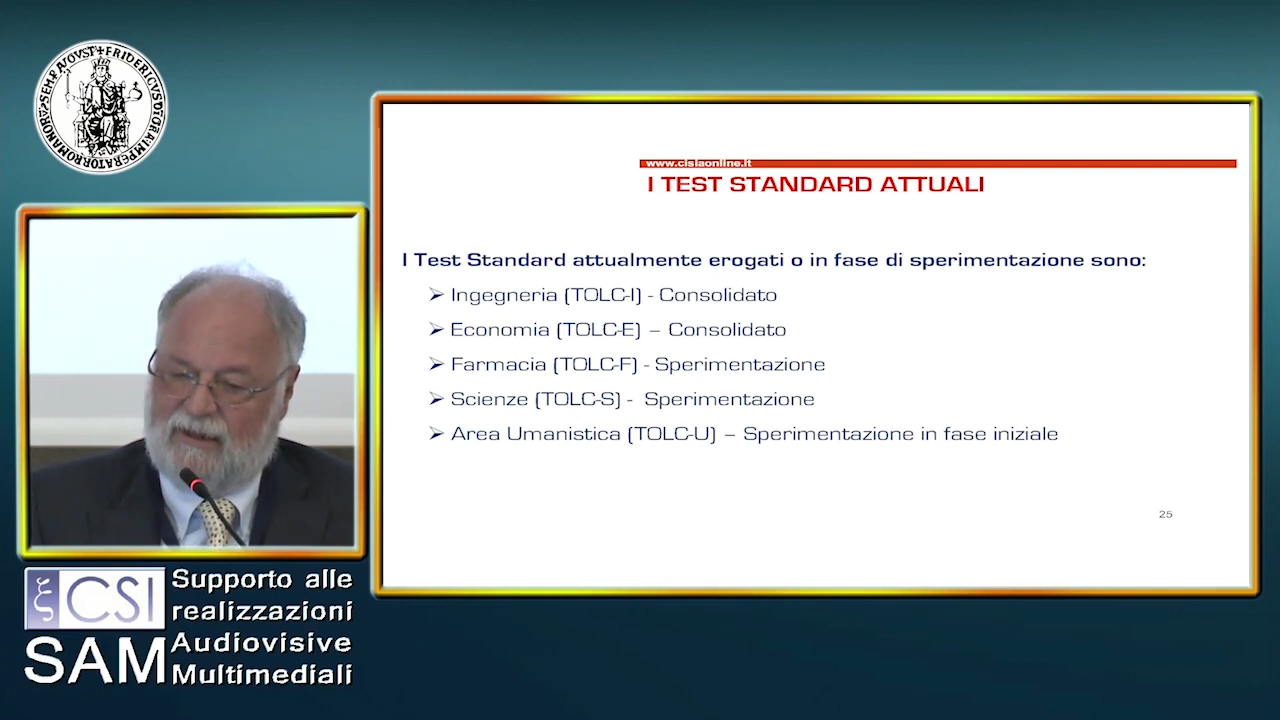 www.cisiaonline.it
I TEST STANDARD ATTUALI
I Test Standard attualmente erogati o in fase di sperimentazione sono:
Ingegneria (TOLC-I) - Consolidato
Economia (TOLC-E) – Consolidato
Farmacia (TOLC-F) - Sperimentazione
Scienze (TOLC-S) - Sperimentazione
Area Umanistica (TOLC-U) – Sperimentazione in fase iniziale
25
CSI
SAM
Supporto alle
realizzazioni
Audiovisive
Multimediali